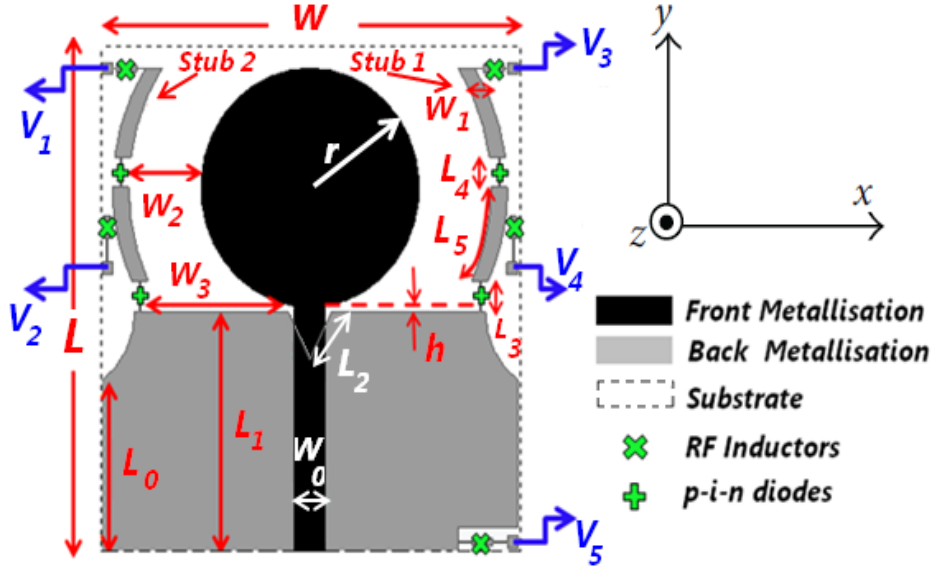 W
y
V3
Stub 2
Stub 1
W1
V1
r
L4
W2
x
L5
z
W3
V4
V2
L
L3
Front Metallisation
h
L2
Back Metallisation
Substrate
L1
W0
L0
RF Inductors
p-i-n diodes
V5